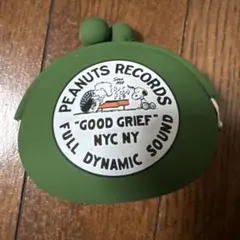 PEANUTS RECORDS
"GOOD GRIEF"
NYC NY
FULL DYNAMIC SOUND